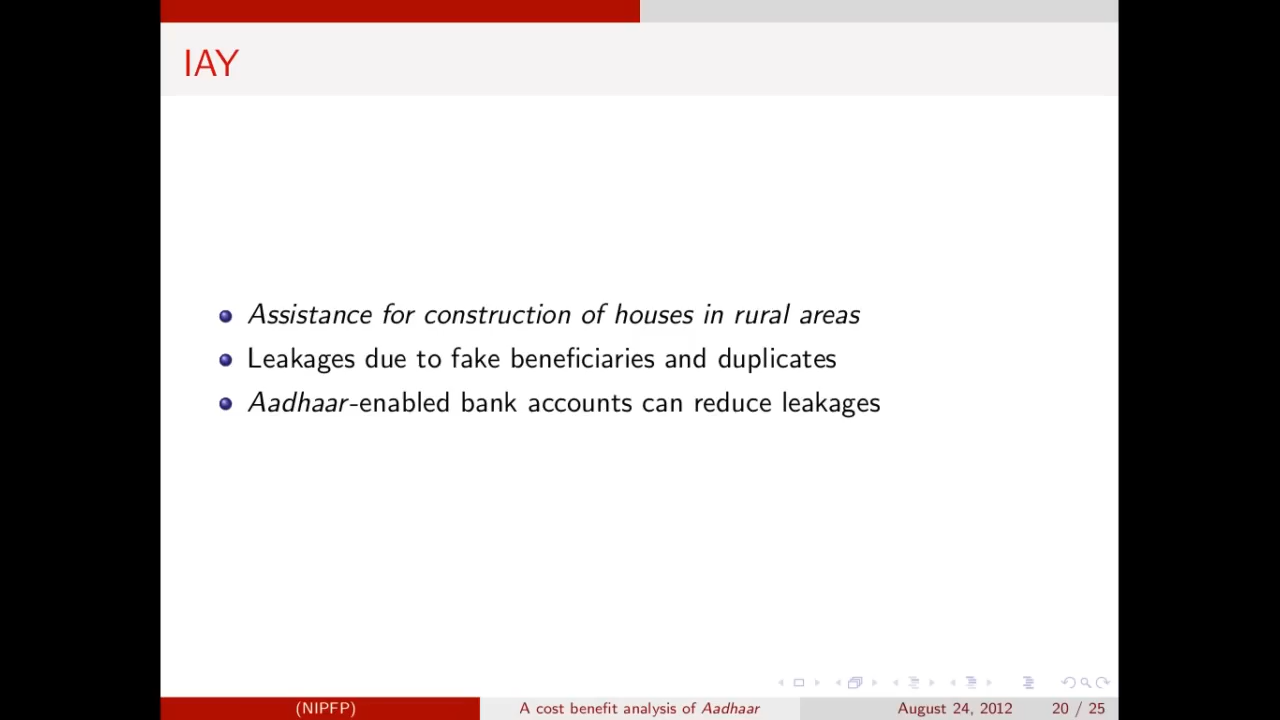 IAY
Assistance for construction of houses in rural areas
Leakages due to fake beneficiaries and duplicates
Aadhaar-enabled bank accounts can reduce leakages
(NIPFP)
A cost benefit analysis of Aadhaar
August 24, 2012
20 / 25